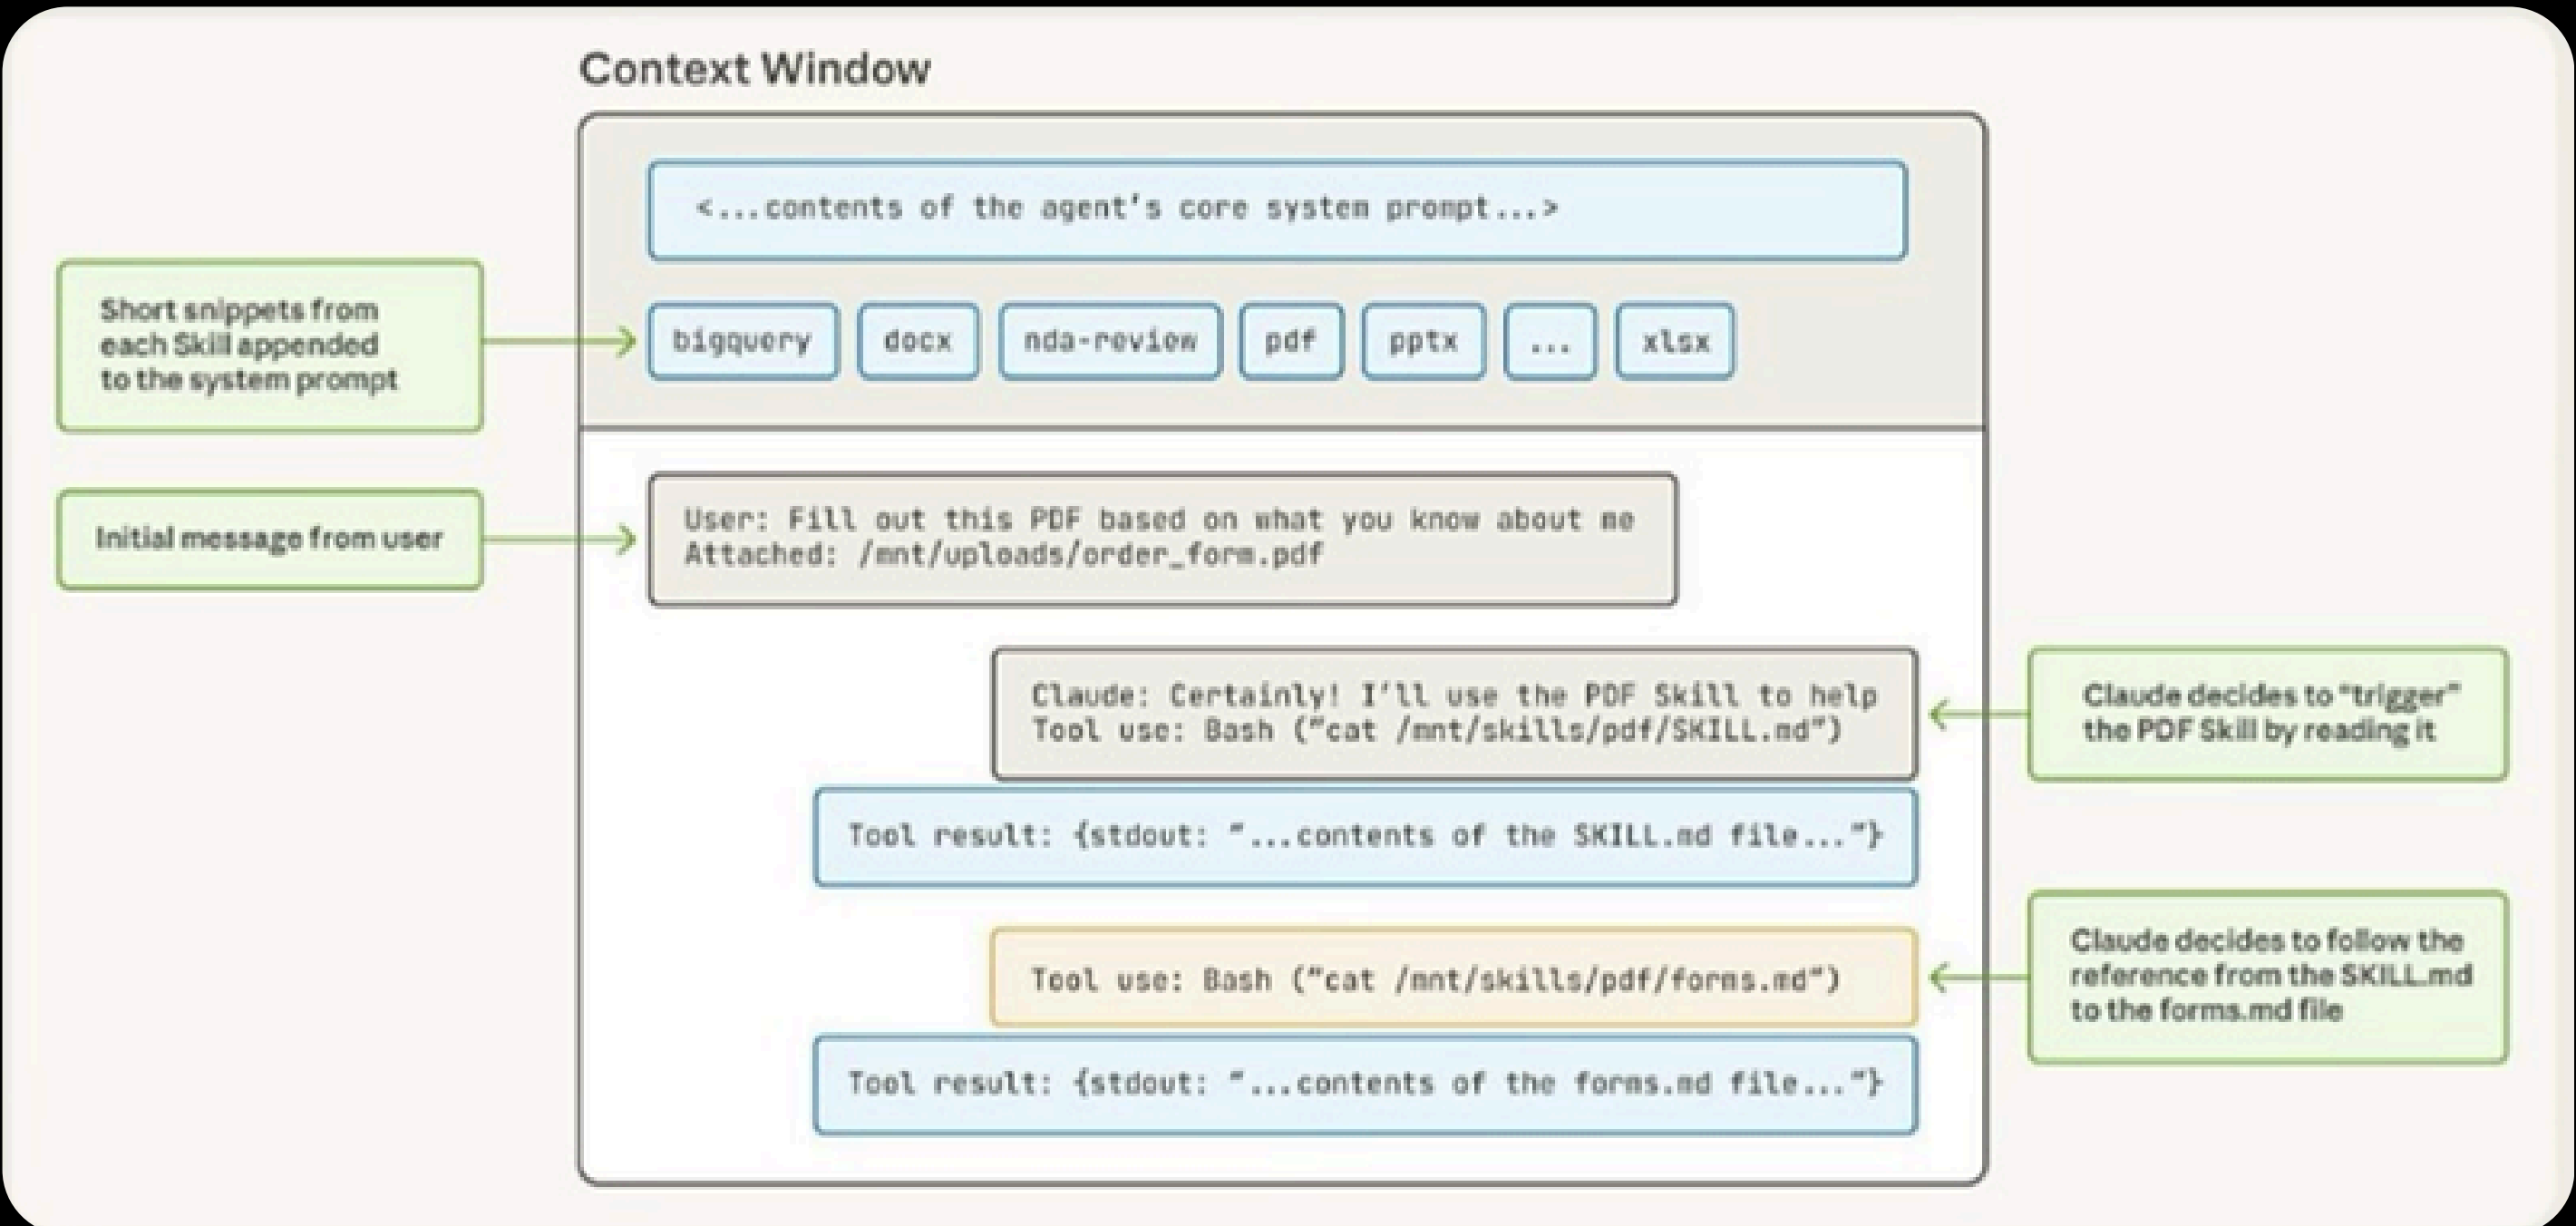 Context Window
<...contents of the agent's core system prompt...>
Short snippets from
each Skill appended
to the system prompt
bigquery docx nda-review pdf pptx ... xlsx
Initial message from user
User: Fill out this PDF based on what you know about me
Attached: /mnt/uploads/order_form.pdf
Claude: Certainly! I'll use the PDF Skill to help
Tool use: Bash ("cat /mnt/skills/pdf/SKILL.md")
Claude decides to "trigger"
the PDF Skill by reading it
Tool result: {stdout: "...contents of the SKILL.md file..."}
Tool use: Bash ("cat /mnt/skills/pdf/forms.md")
Claude decides to follow the
reference from the SKILL.md
to the forms.md file
Tool result: {stdout: "...contents of the forms.md file..."}